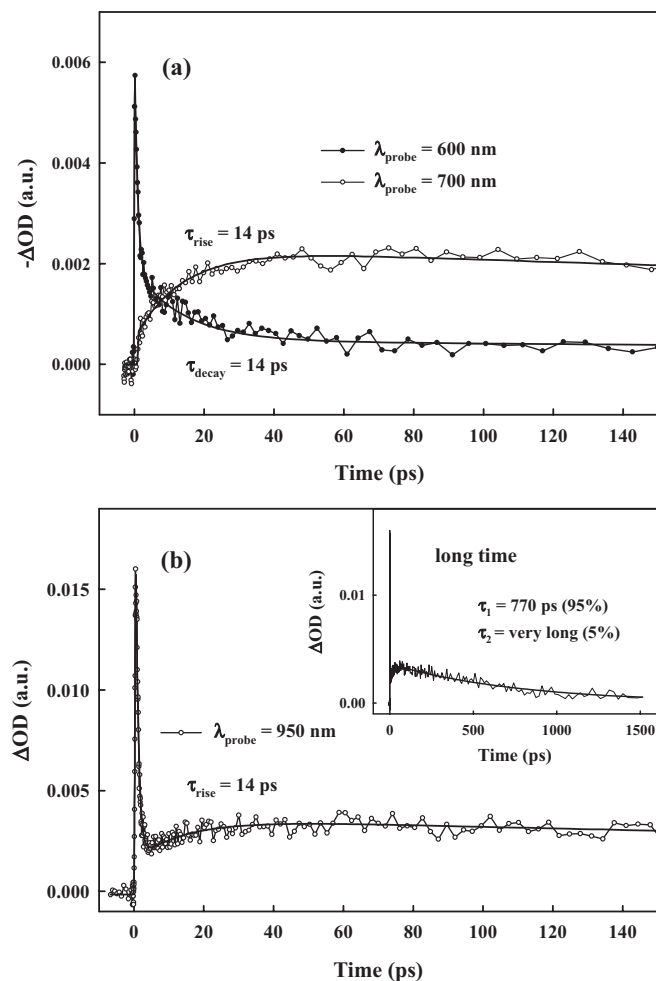 (a)
0.006
0.004
0.002
0.000
-ΔOD (a.u.)
λprobe = 600 nm
λprobe = 700 nm
τrise = 14 ps
τdecay = 14 ps
0 20 40 60 80 100 120 140
Time (ps)
(b)
0.015
0.010
0.005
0.000
ΔOD (a.u.)
λprobe = 950 nm
τrise = 14 ps
0 20 40 60 80 100 120 140
Time (ps)
long time
τ1 = 770 ps (95%)
τ2 = very long (5%)
0.01
0.00
ΔOD (a.u.)
0 500 1000 1500
Time (ps)